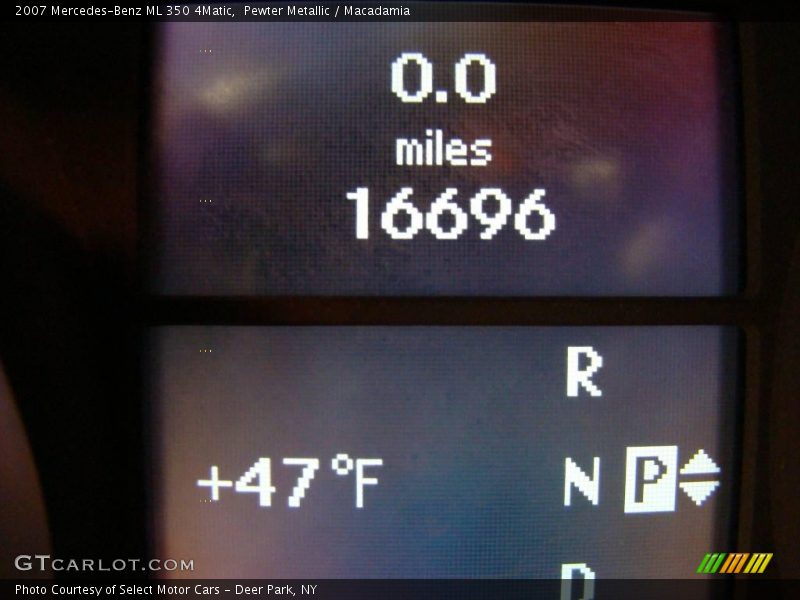 2007 Mercedes-Benz ML 350 4Matic,  Pewter Metallic / Macadamia
0.0
miles
16696
R
+47°F N P
D
GTCARLOT.COM
Photo Courtesy of Select Motor Cars - Deer Park, NY